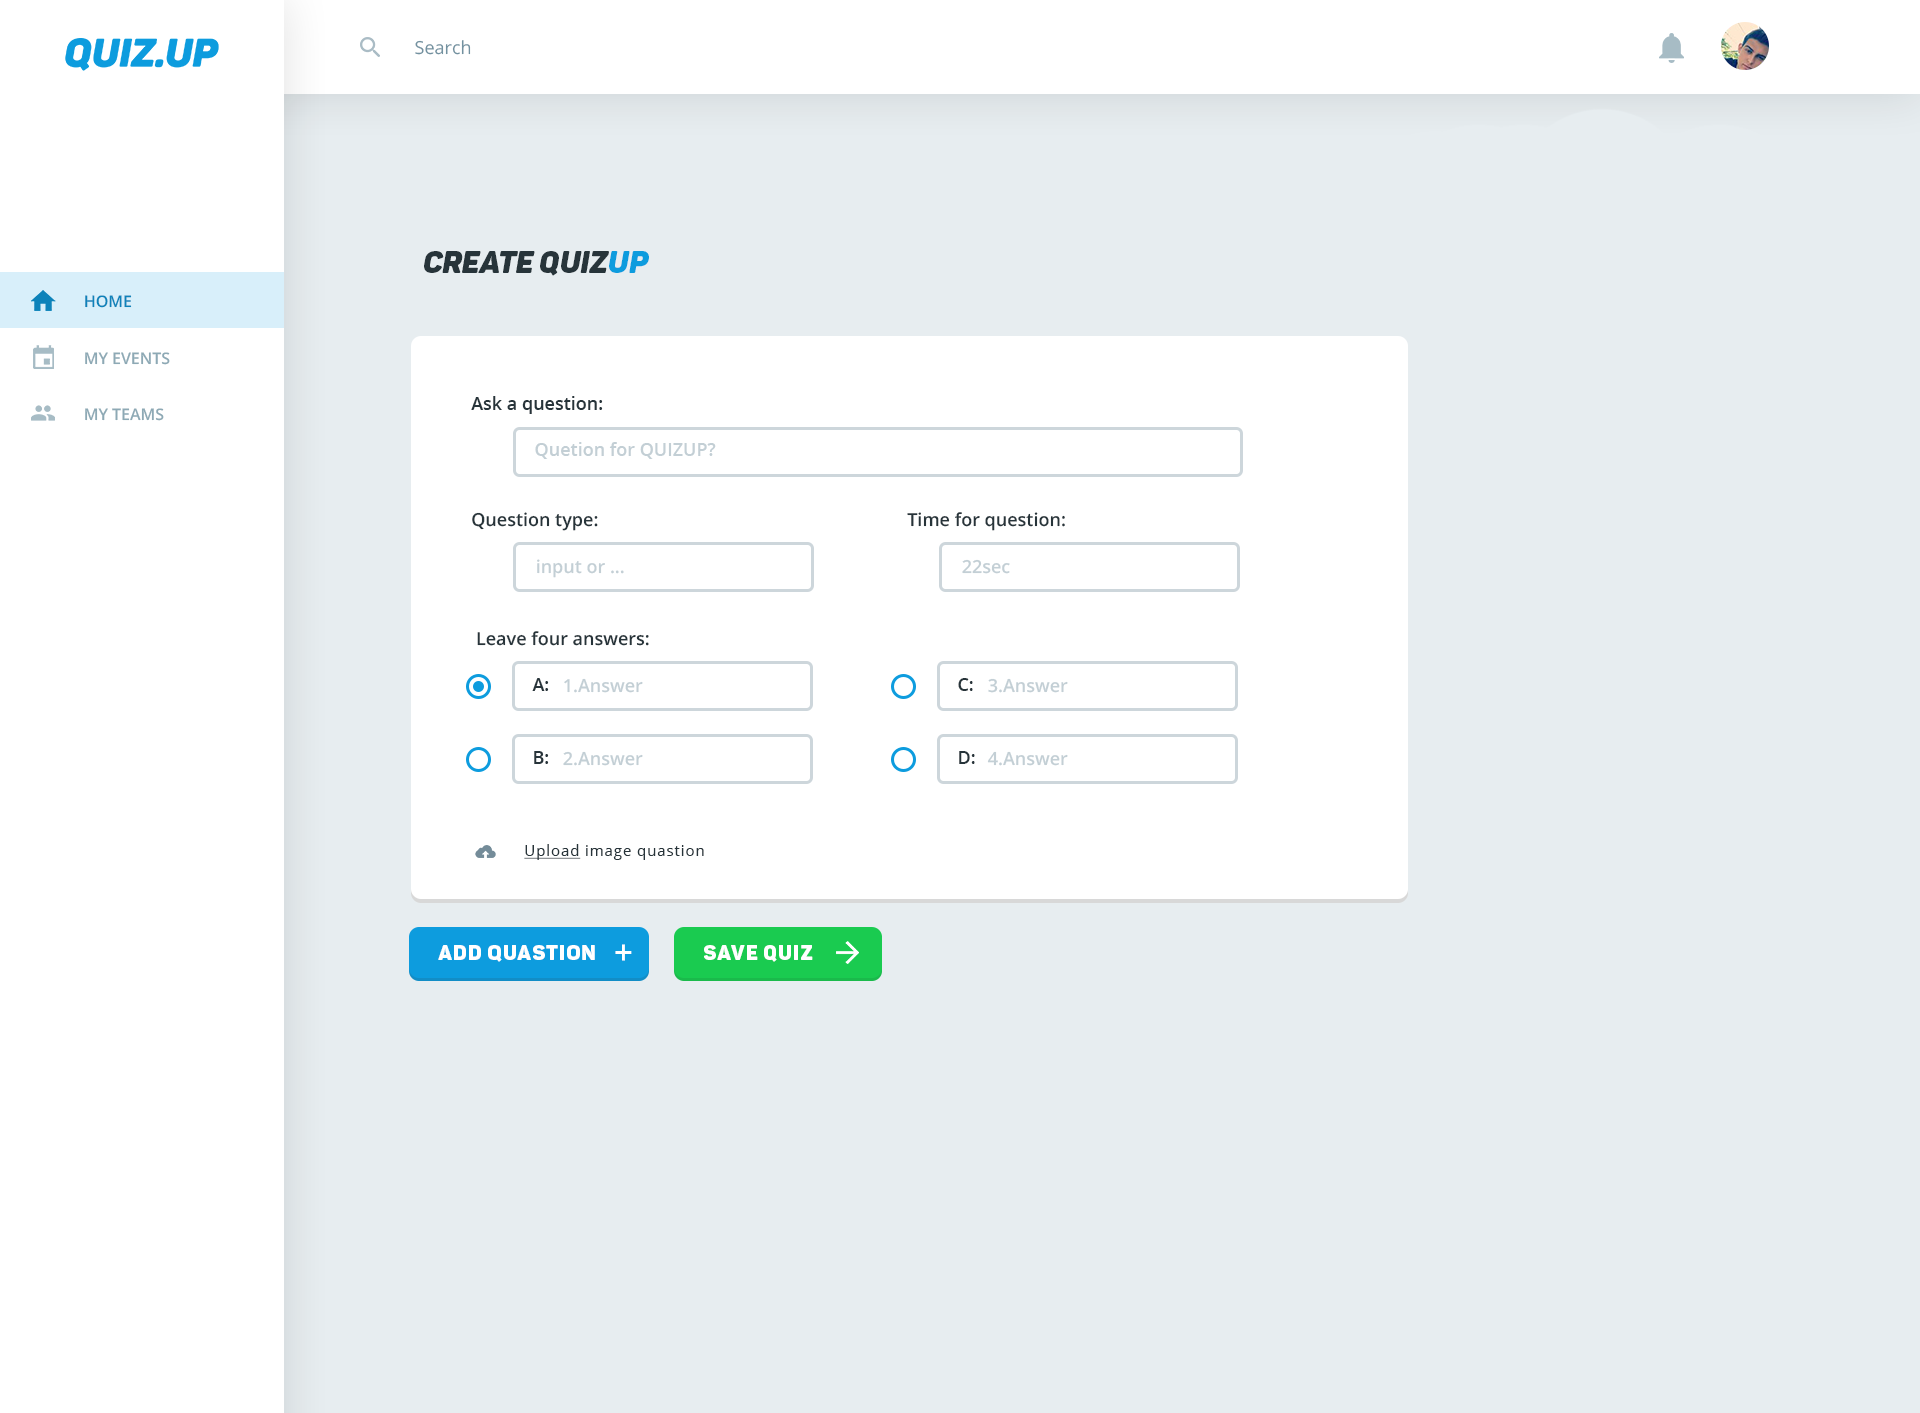 QUIZ.UP
Search
HOME
MY EVENTS
MY TEAMS
CREATE QUIZUP
Ask a question:
Quetion for QUIZUP?
Question type:
Time for question:
input or ...
22sec
Leave four answers:
A: 1.Answer
C: 3.Answer
B: 2.Answer
D: 4.Answer
Upload image quastion
ADD QUASTION +
SAVE QUIZ